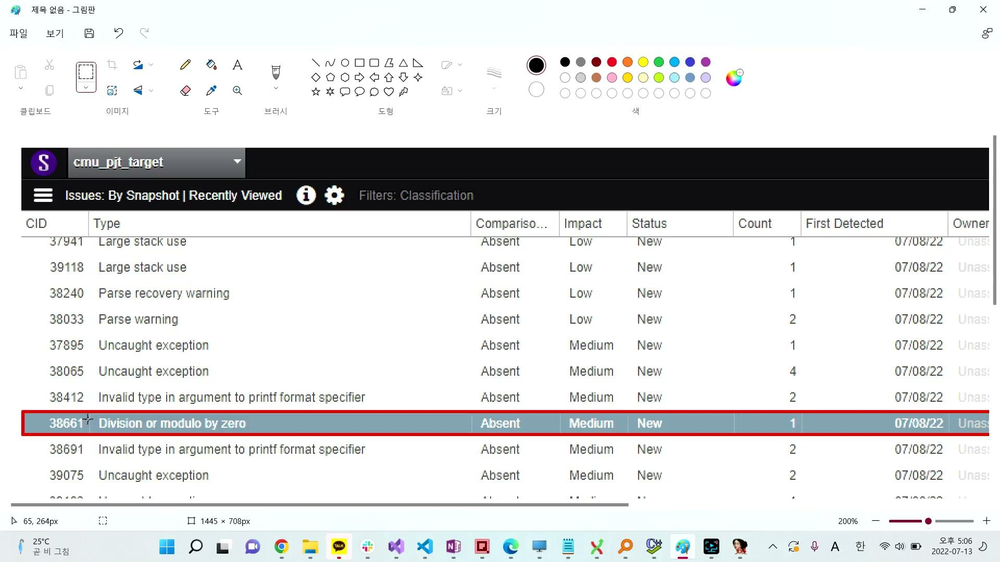 제목 없음 - 그림판
파일 보기
클립보드 이미지 도구 브러시 도형 크기 색
S cmu_pjt_target
Issues: By Snapshot | Recently Viewed Filters: Classification
CID Type Compariso... Impact Status Count First Detected Owner
37941 Large stack use Absent Low New 1 07/08/22 Unas
39118 Large stack use Absent Low New 1 07/08/22 Unas
38240 Parse recovery warning Absent Low New 1 07/08/22 Unas
38033 Parse warning Absent Low New 2 07/08/22 Unas
37895 Uncaught exception Absent Medium New 1 07/08/22 Unas
38065 Uncaught exception Absent Medium New 4 07/08/22 Unas
38412 Invalid type in argument to printf format specifier Absent Medium New 2 07/08/22 Unas
38661 Division or modulo by zero Absent Medium New 1 07/08/22 Unas
38691 Invalid type in argument to printf format specifier Absent Medium New 2 07/08/22 Unas
39075 Uncaught exception Absent Medium New 2 07/08/22 Unas
65, 264px 1445 × 708px 200%
25°C
곧 비 그침
TALK
A 한
오후 5:06
2022-07-13